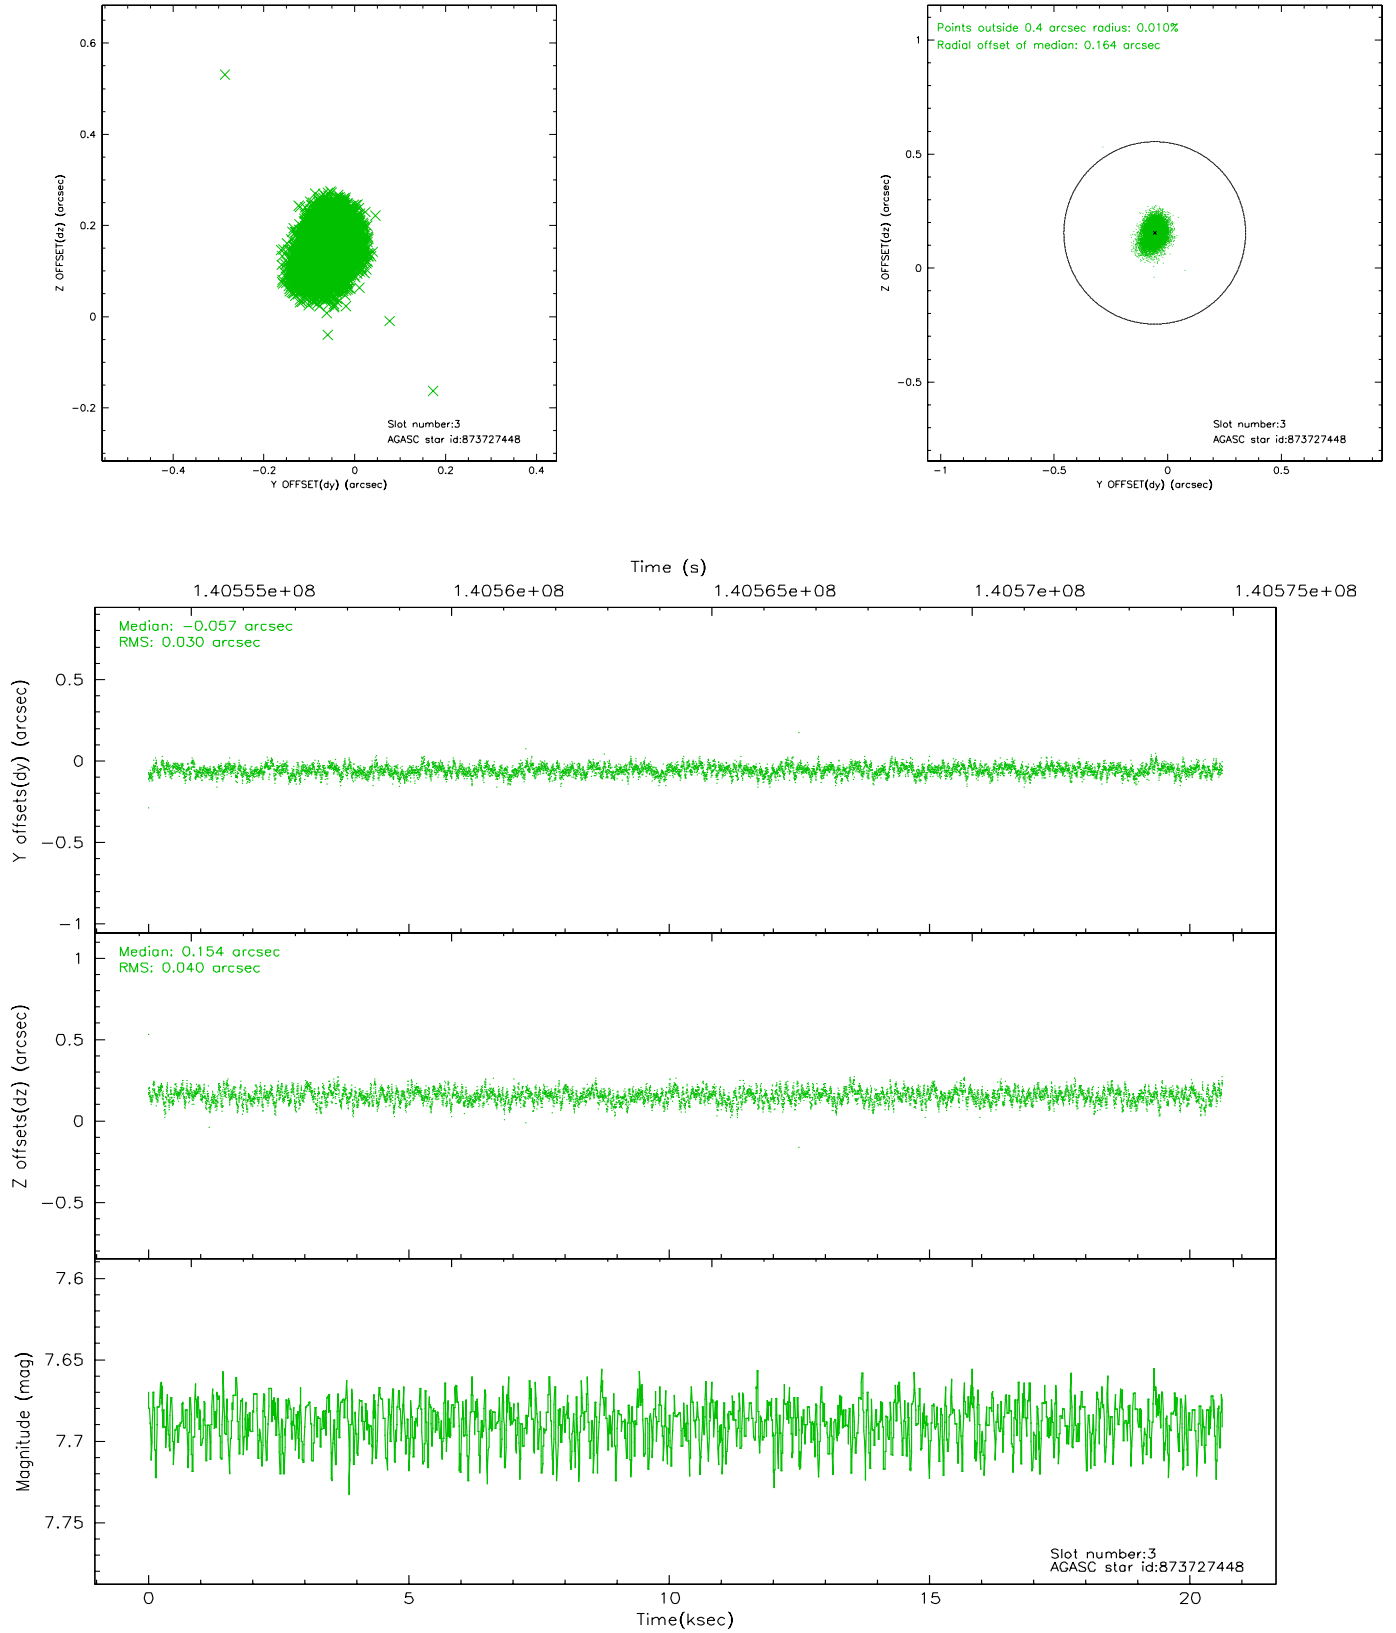 0.6
0.4
0.2
0
−0.2
Z OFFSET(dz) (arcsec)
−0.4
−0.2
0
0.2
0.4
Y OFFSET(dy) (arcsec)
Slot number:3
AGASC star id:873727448
Points outside 0.4 arcsec radius: 0.010%
Radial offset of median: 0.164 arcsec
1
0.5
0
−0.5
Z OFFSET(dz) (arcsec)
−1
−0.5
0
0.5
Y OFFSET(dy) (arcsec)
Slot number:3
AGASC star id:873727448
Time (s)
1.40555e+08
1.4056e+08
1.40565e+08
1.4057e+08
1.40575e+08
Median: −0.057 arcsec
RMS: 0.030 arcsec
0.5
0
−0.5
−1
Y offsets(dy) (arcsec)
Median: 0.154 arcsec
RMS: 0.040 arcsec
1
0.5
0
−0.5
Z offsets(dz) (arcsec)
7.6
7.65
7.7
7.75
Magnitude (mag)
Slot number:3
AGASC star id:873727448
0
5
10
15
20
Time(ksec)